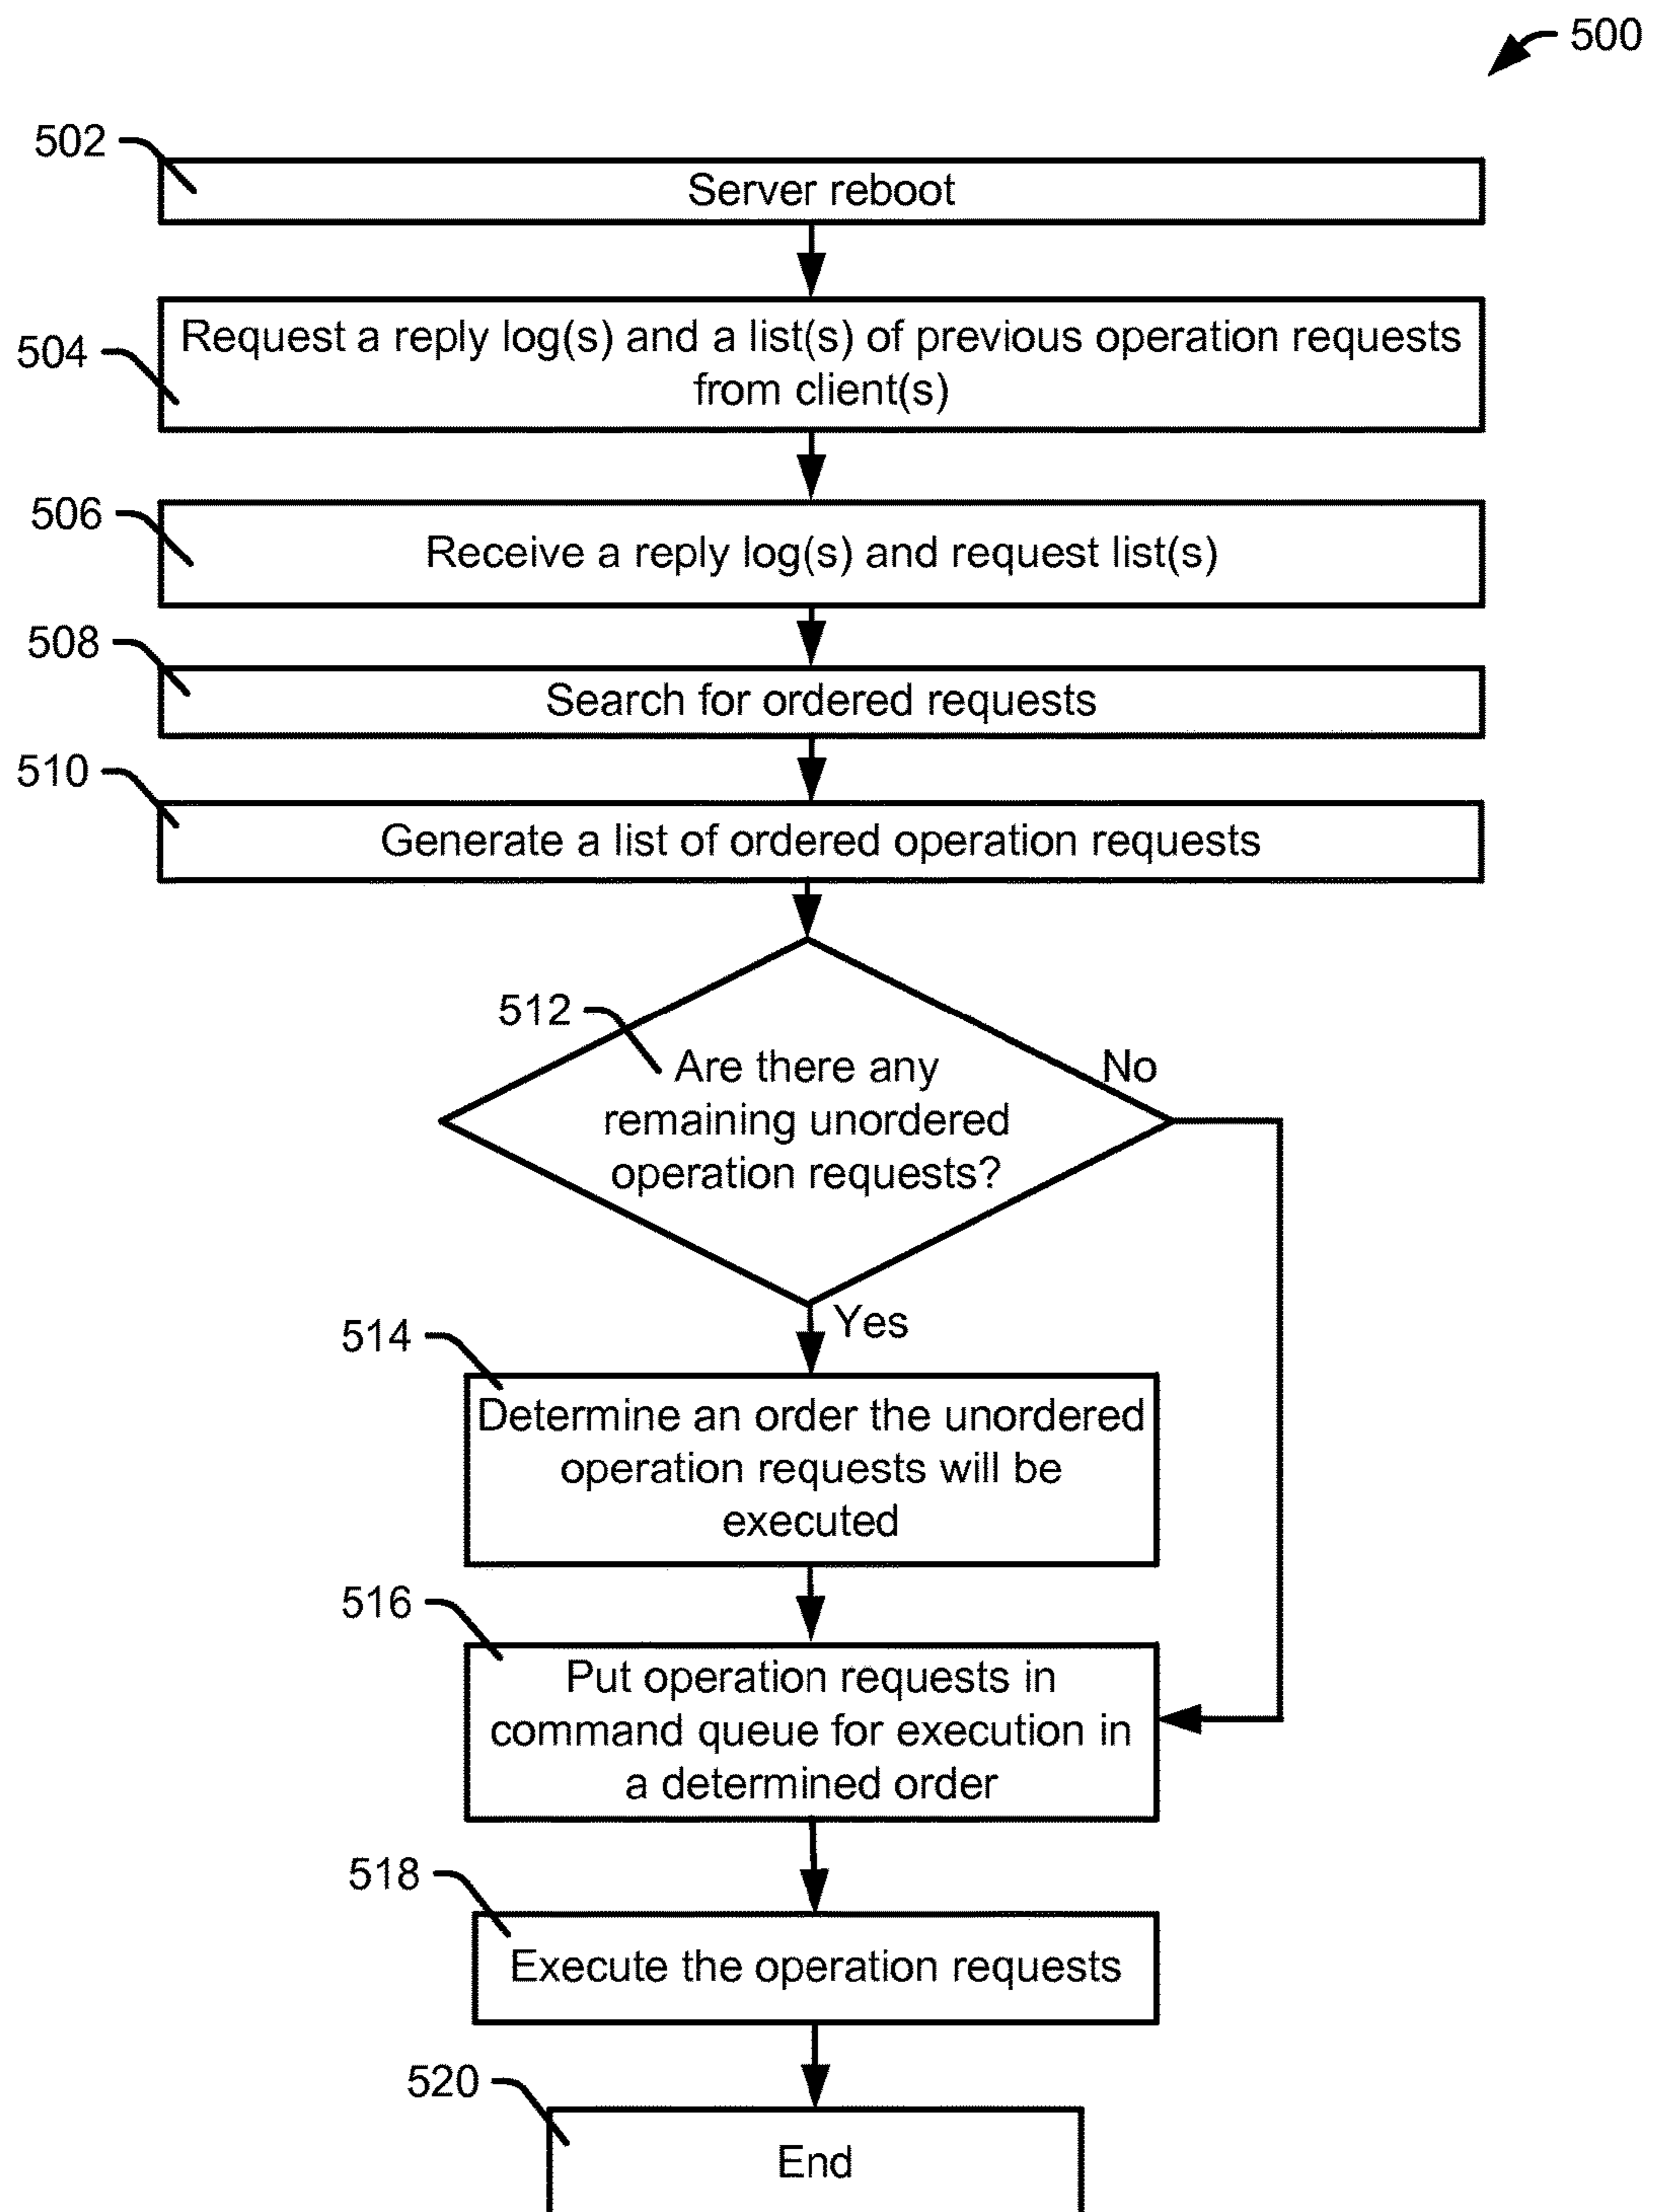 500
502
Server reboot
504
Request a reply log(s) and a list(s) of previous operation requests
from client(s)
506
Receive a reply log(s) and request list(s)
508
Search for ordered requests
510
Generate a list of ordered operation requests
512
Are there any
remaining unordered
operation requests?
No
Yes
514
Determine an order the unordered
operation requests will be
executed
516
Put operation requests in
command queue for execution in
a determined order
518
Execute the operation requests
520
End